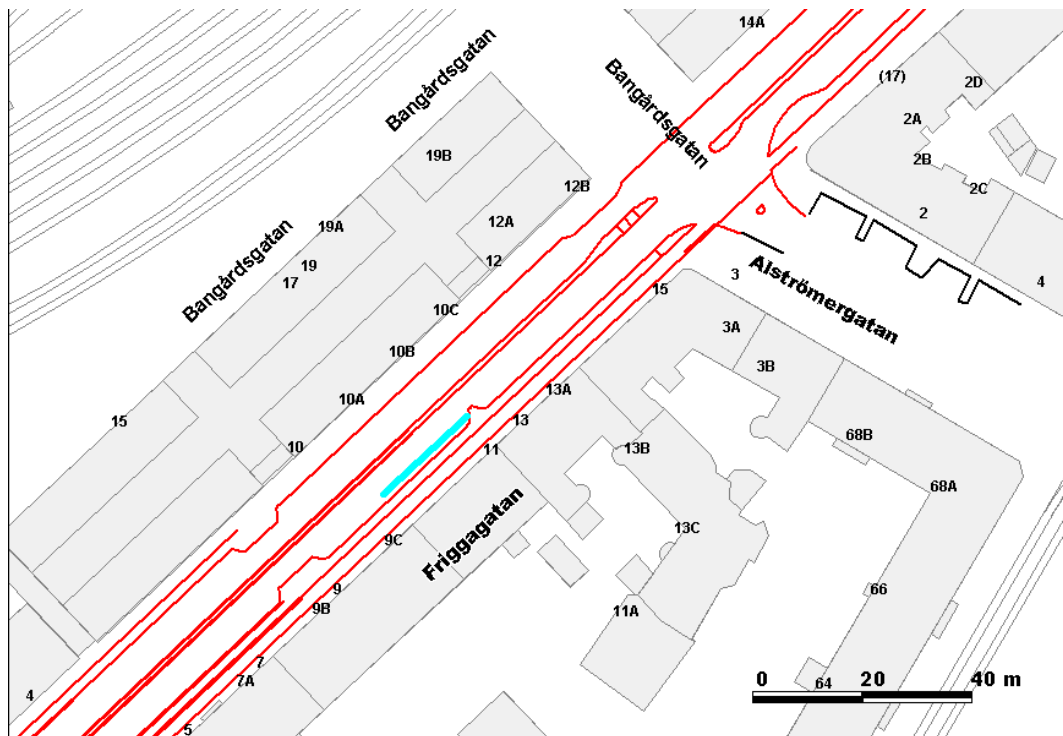 14A
Bangårdsgatan
Bangårdsgatan
(17)
2D
2A
19B
2B
12B
2C
2
19A
12A
Bangårdsgatan
19
12
17
3
Alströmergatan
4
15
10C
3A
10B
3B
13A
10A
15
13
68B
10
11
13B
68A
Friggagatan
13C
9C
9
66
9B
11A
7
7A
64
4
5
0 20 40 m